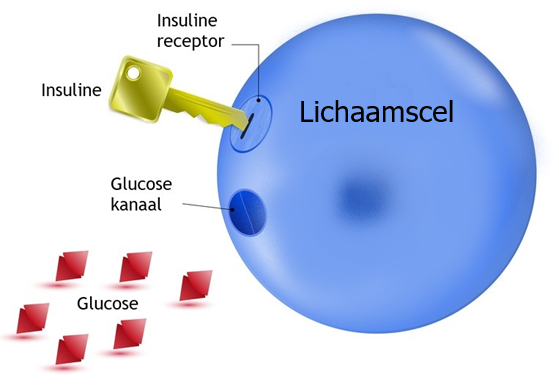 Insuline
receptor
Insuline
Lichaamscel
Glucose
kanaal
Glucose